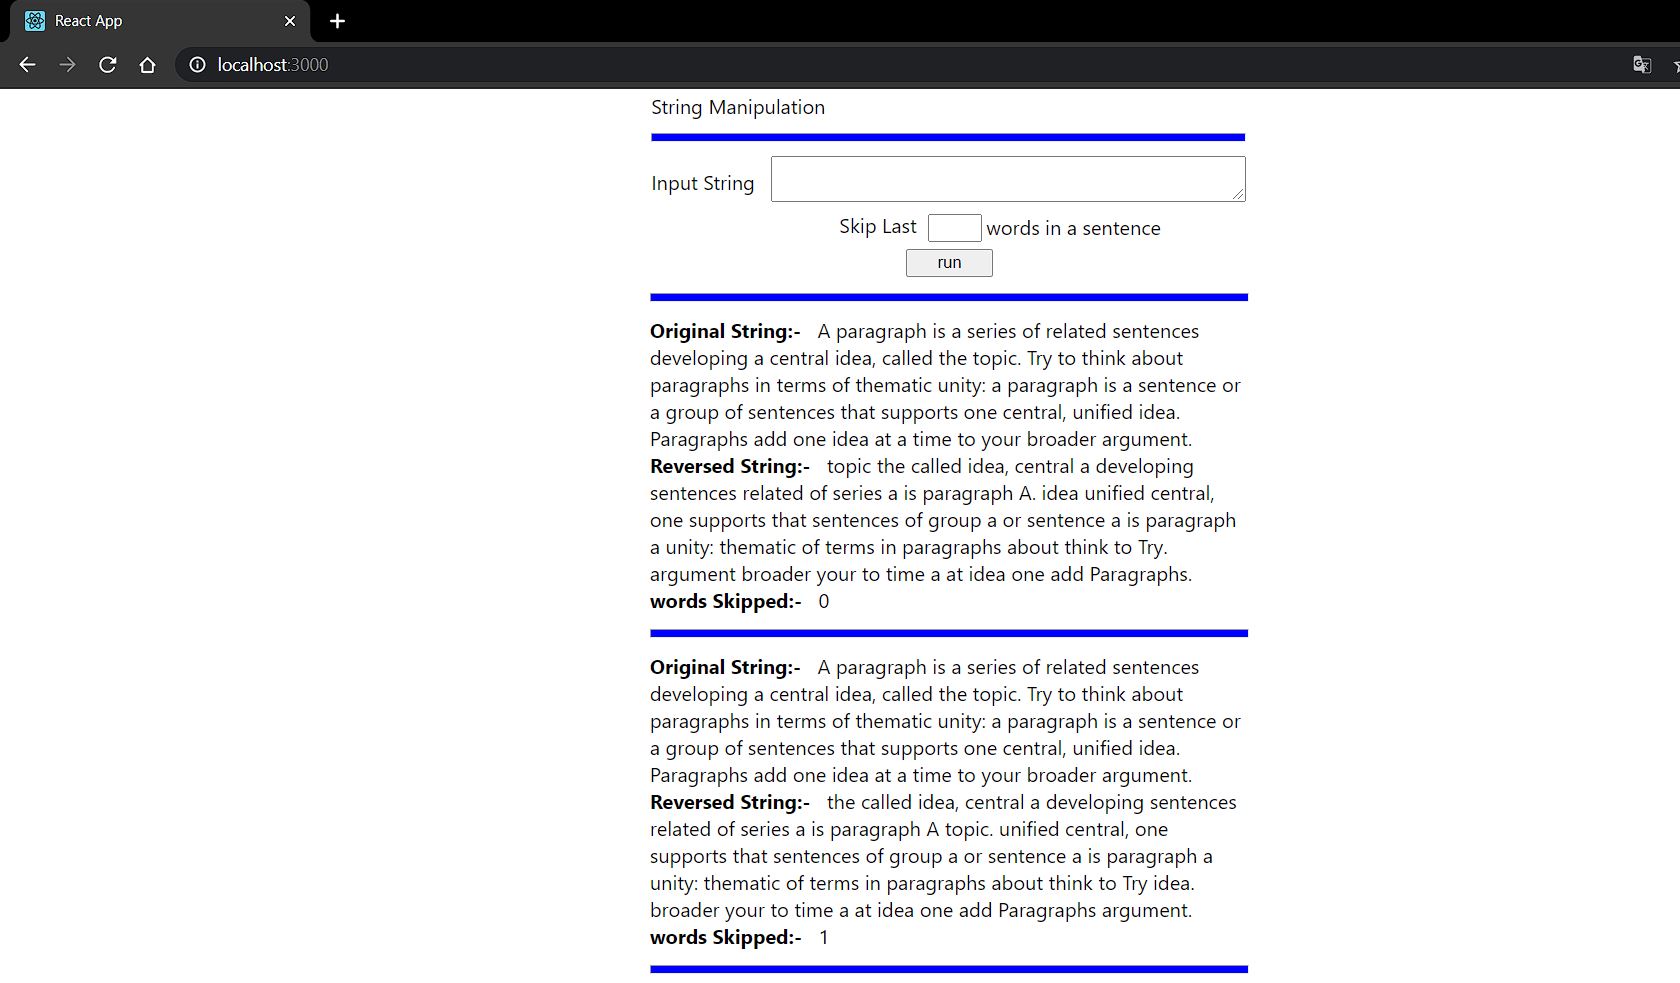 React App
localhost:3000
String Manipulation
Input String
Skip Last words in a sentence
run
Original String:- A paragraph is a series of related sentences
developing a central idea, called the topic. Try to think about
paragraphs in terms of thematic unity: a paragraph is a sentence or
a group of sentences that supports one central, unified idea.
Paragraphs add one idea at a time to your broader argument.
Reversed String:- topic the called idea, central a developing
sentences related of series a is paragraph A. idea unified central,
one supports that sentences of group a or sentence a is paragraph
a unity: thematic of terms in paragraphs about think to Try.
argument broader your to time a at idea one add Paragraphs.
words Skipped:- 0
Original String:- A paragraph is a series of related sentences
developing a central idea, called the topic. Try to think about
paragraphs in terms of thematic unity: a paragraph is a sentence or
a group of sentences that supports one central, unified idea.
Paragraphs add one idea at a time to your broader argument.
Reversed String:- the called idea, central a developing sentences
related of series a is paragraph A topic. unified central, one
supports that sentences of group a or sentence a is paragraph a
unity: thematic of terms in paragraphs about think to Try idea.
broader your to time a at idea one add Paragraphs argument.
words Skipped:- 1